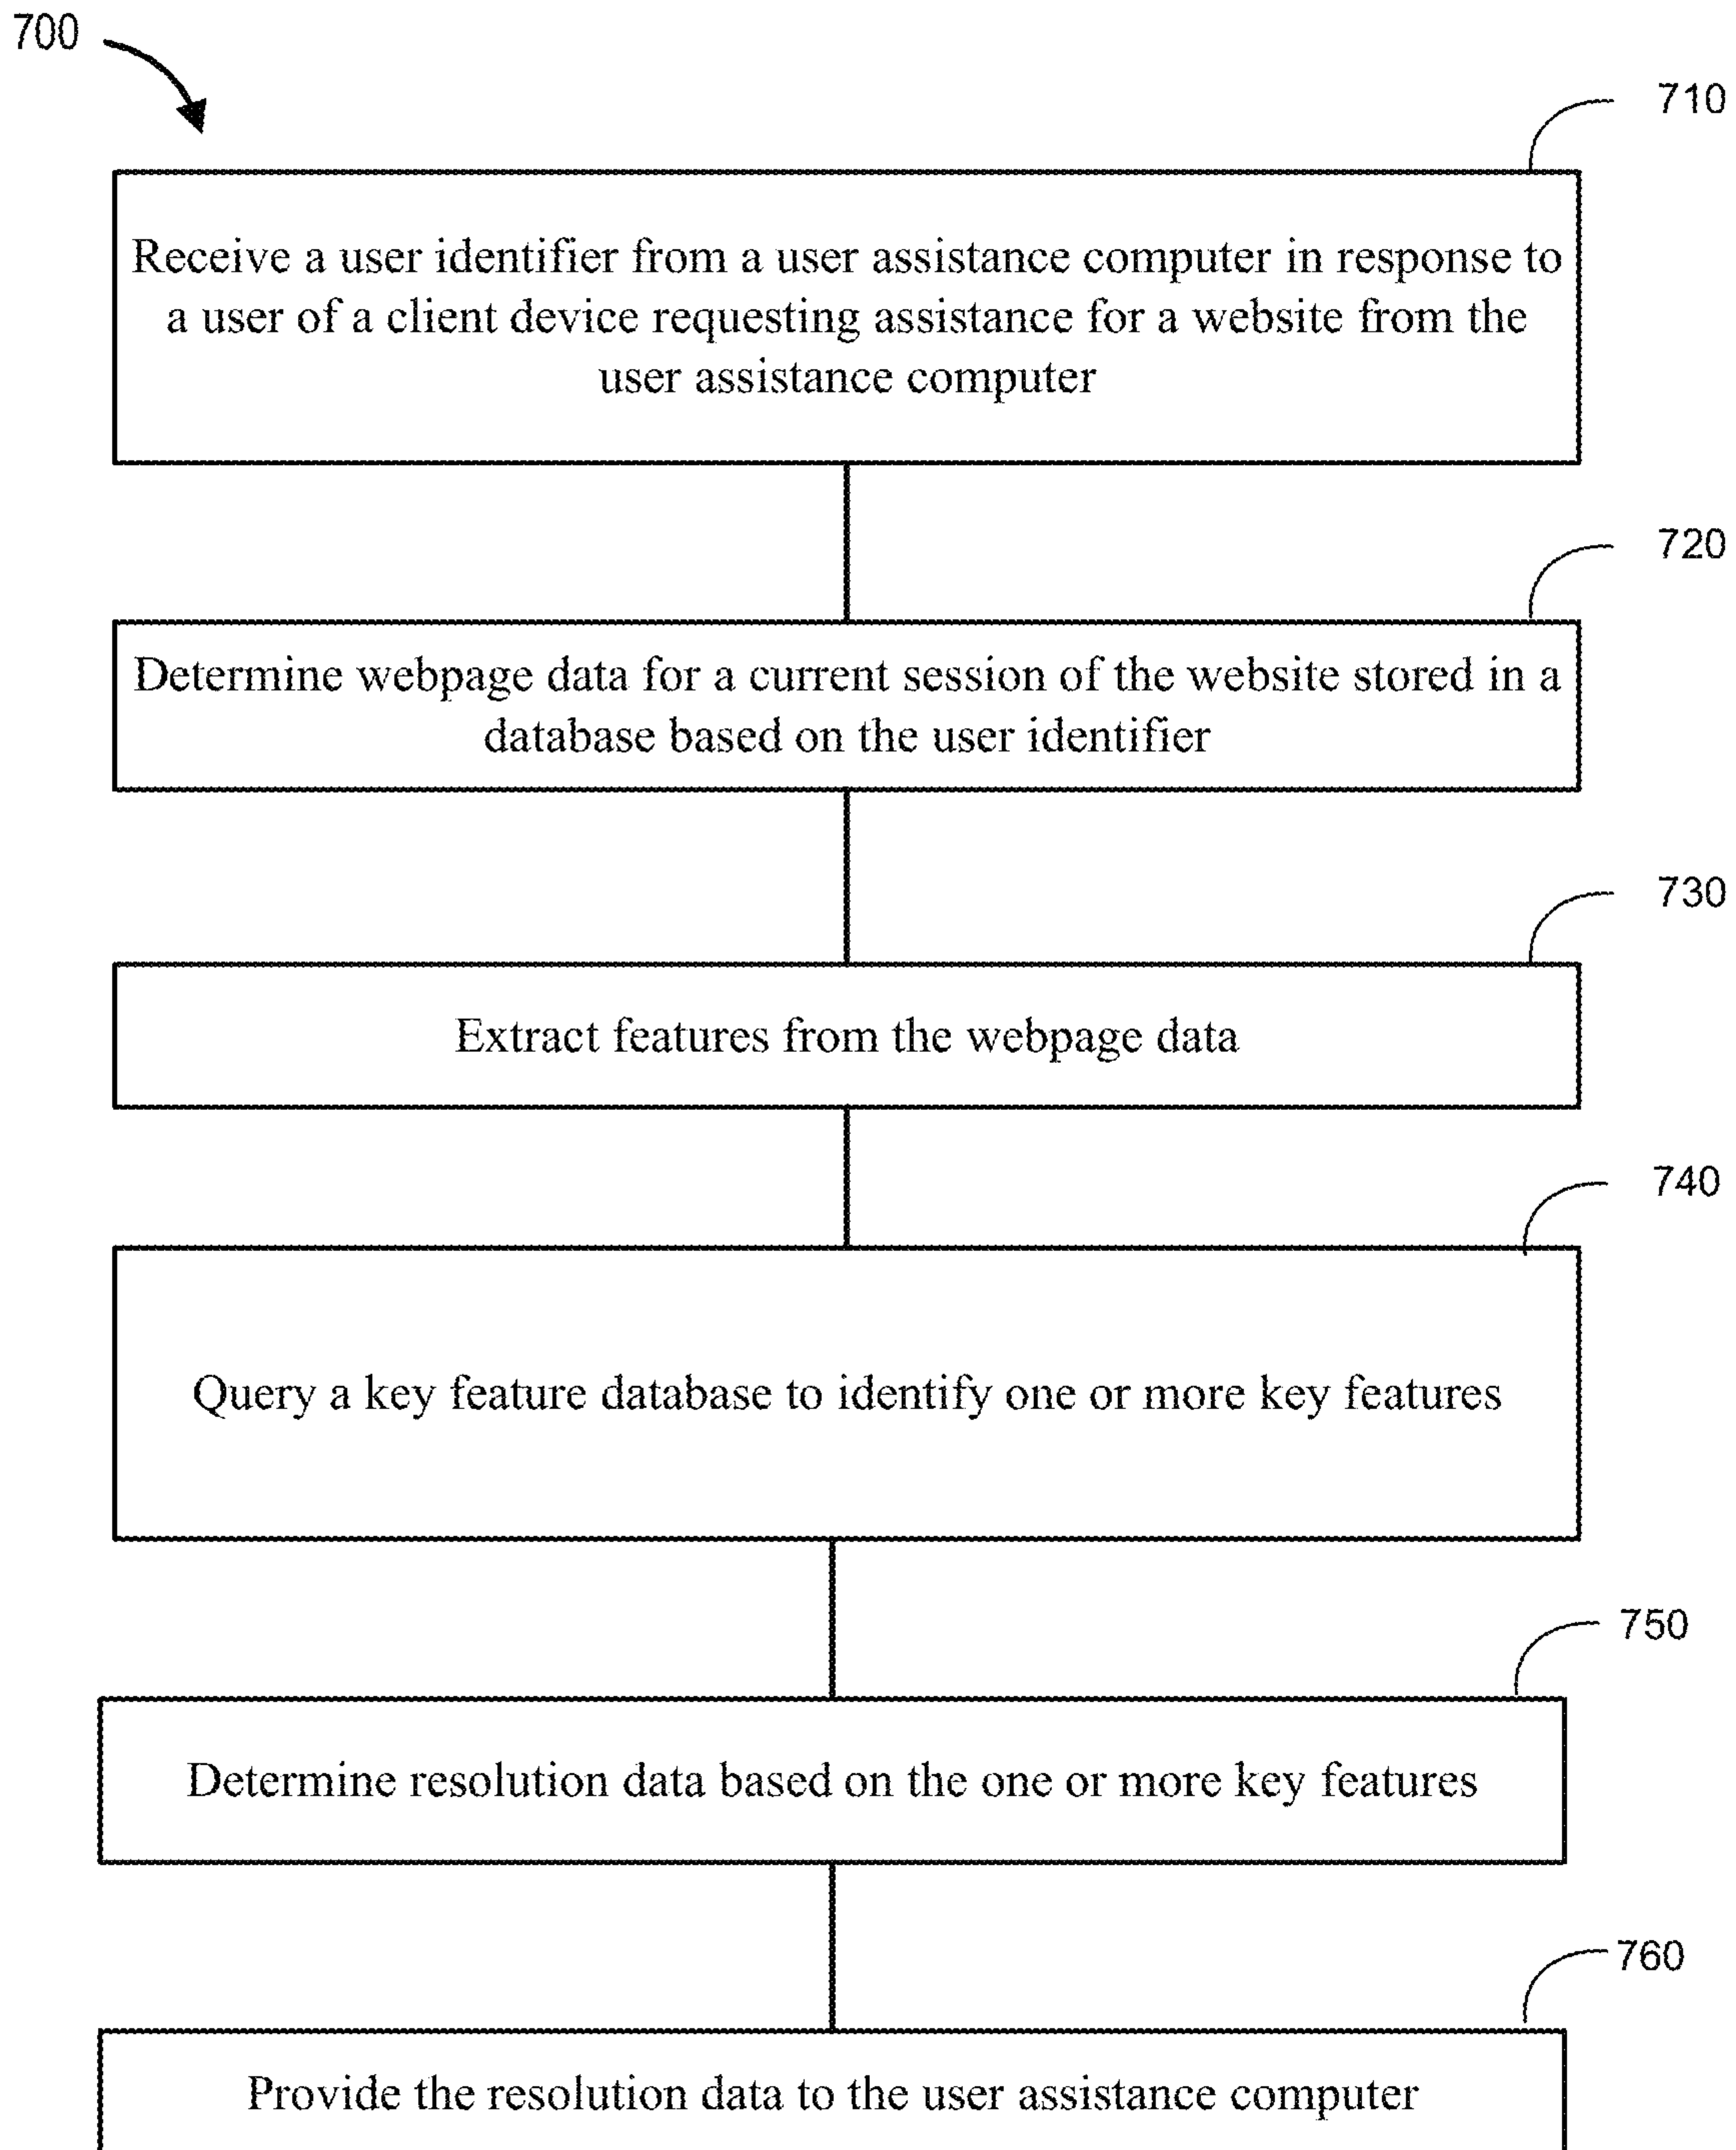 700
710
Receive a user identifier from a user assistance computer in response to
a user of a client device requesting assistance for a website from the
user assistance computer
720
Determine webpage data for a current session of the website stored in a
database based on the user identifier
730
Extract features from the webpage data
740
Query a key feature database to identify one or more key features
750
Determine resolution data based on the one or more key features
760
Provide the resolution data to the user assistance computer